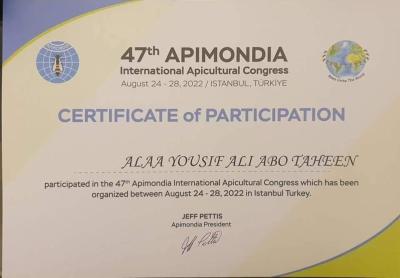 47th APIMONDIA
International Apicultural Congress
August 24 - 28, 2022 / ISTANBUL, TÜRKİYE
CERTIFICATE of PARTICIPATION
ALAA YOUSIF ALI ABO TAHEEN
participated in the 47th Apimondia International Apicultural Congress which has been
organized between August 24 - 28, 2022 in Istanbul Turkey.
JEFF PETTIS
Apimondia President